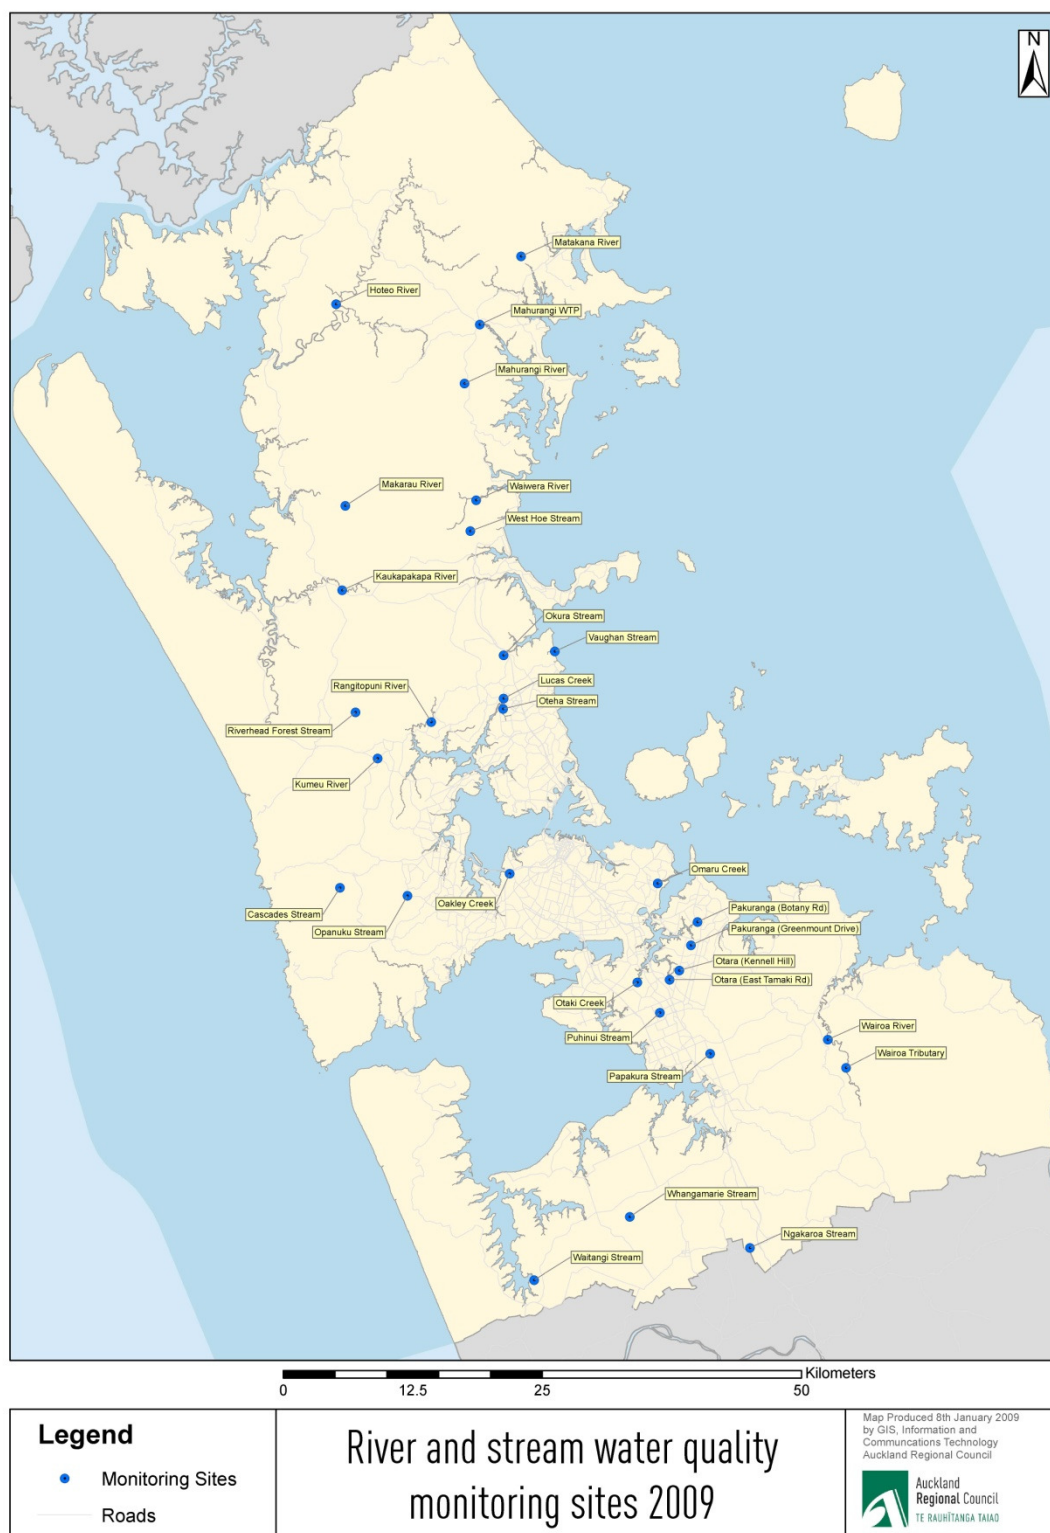 N
Matakana River
Hoteo River
Mahurangi WTP
Mahurangi River
Makarau River
Waiwera River
West Hoe Stream
Kaukapakapa River
Okura Stream
Vaughan Stream
Lucas Creek
Rangitopuni River
Oteha Stream
Riverhead Forest Stream
Kumeu River
Omaru Creek
Oakley Creek
Cascades Stream
Pakuranga (Botany Rd)
Opanuku Stream
Pakuranga (Greenmount Drive)
Otara (Kennell Hill)
Otara (East Tamaki Rd)
Otaki Creek
Wairoa River
Puhinui Stream
Wairoa Tributary
Papakura Stream
Whangamarie Stream
Ngakaroa Stream
Waitangi Stream
Kilometers
0 12.5 25 50
Legend
Monitoring Sites
Roads
River and stream water quality
monitoring sites 2009
Map Produced 8th January 2009
by GIS, Information and
Communcations Technology
Auckland Regional Council
Auckland
Regional Council
TE RAUHĪTANGA TAIAO